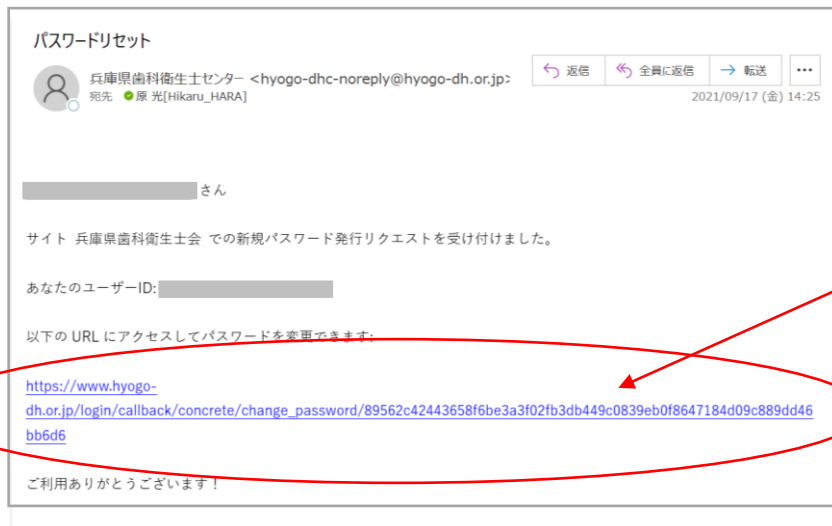 パスワードリセット
兵庫県歯科衛生士センター <hyogo-dhc-noreply@hyogo-dh.or.jp>
宛先 原 光[Hikaru_HARA]
返信 全員に返信 転送 ...
2021/09/17 (金) 14:25
さん
サイト 兵庫県歯科衛生士会 での新規パスワード発行リクエストを受け付けました。
あなたのユーザーID:
以下の URL にアクセスしてパスワードを変更できます:
https://www.hyogo-
dh.or.jp/login/callback/concrete/change_password/89562c42443658f6be3a3f02fb3db449c0839eb0f8647184d09c889dd46
bb6d6
ご利用ありがとうございます！